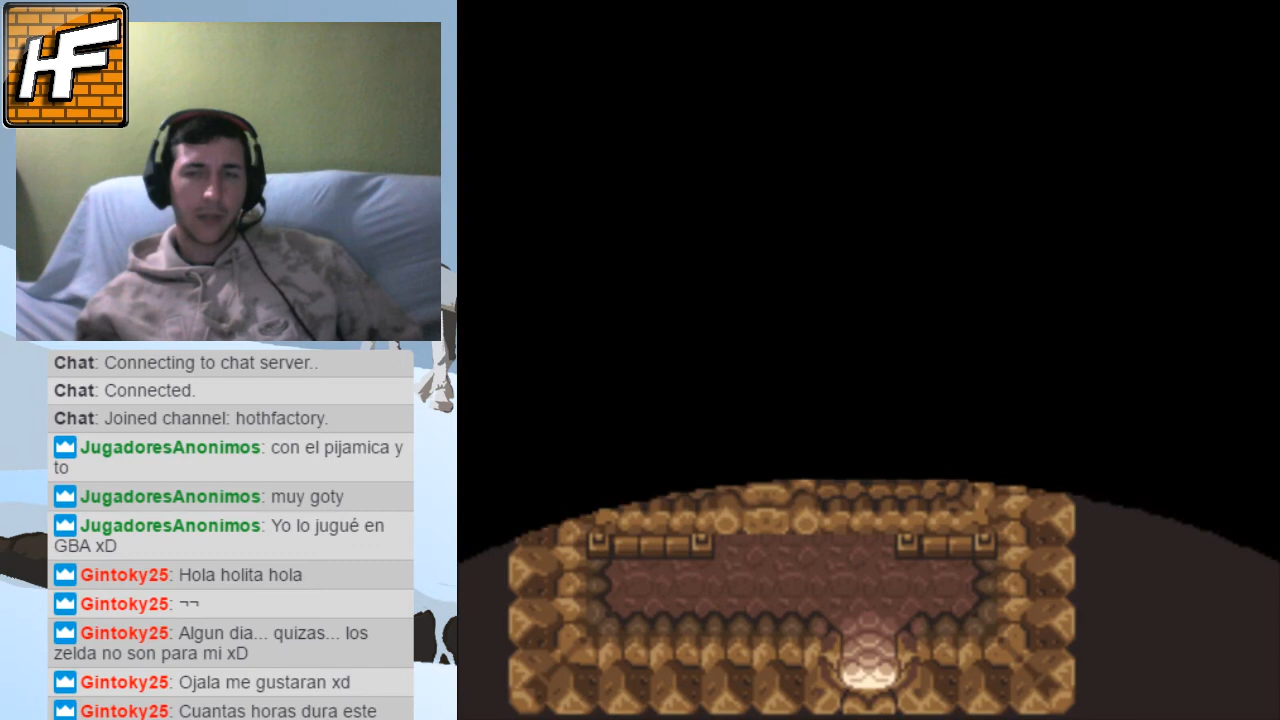 HF
Chat: Connecting to chat server..
Chat: Connected.
Chat: Joined channel: hothfactory.
JugadoresAnonimos: con el pijamica y
to
JugadoresAnonimos: muy goty
JugadoresAnonimos: Yo lo jugué en
GBA xD
Gintoky25: Hola holita hola
Gintoky25: ¬¬
Gintoky25: Algun dia... quizas... los
zelda no son para mi xD
Gintoky25: Ojala me gustaran xd
Gintoky25: Cuantas horas dura este